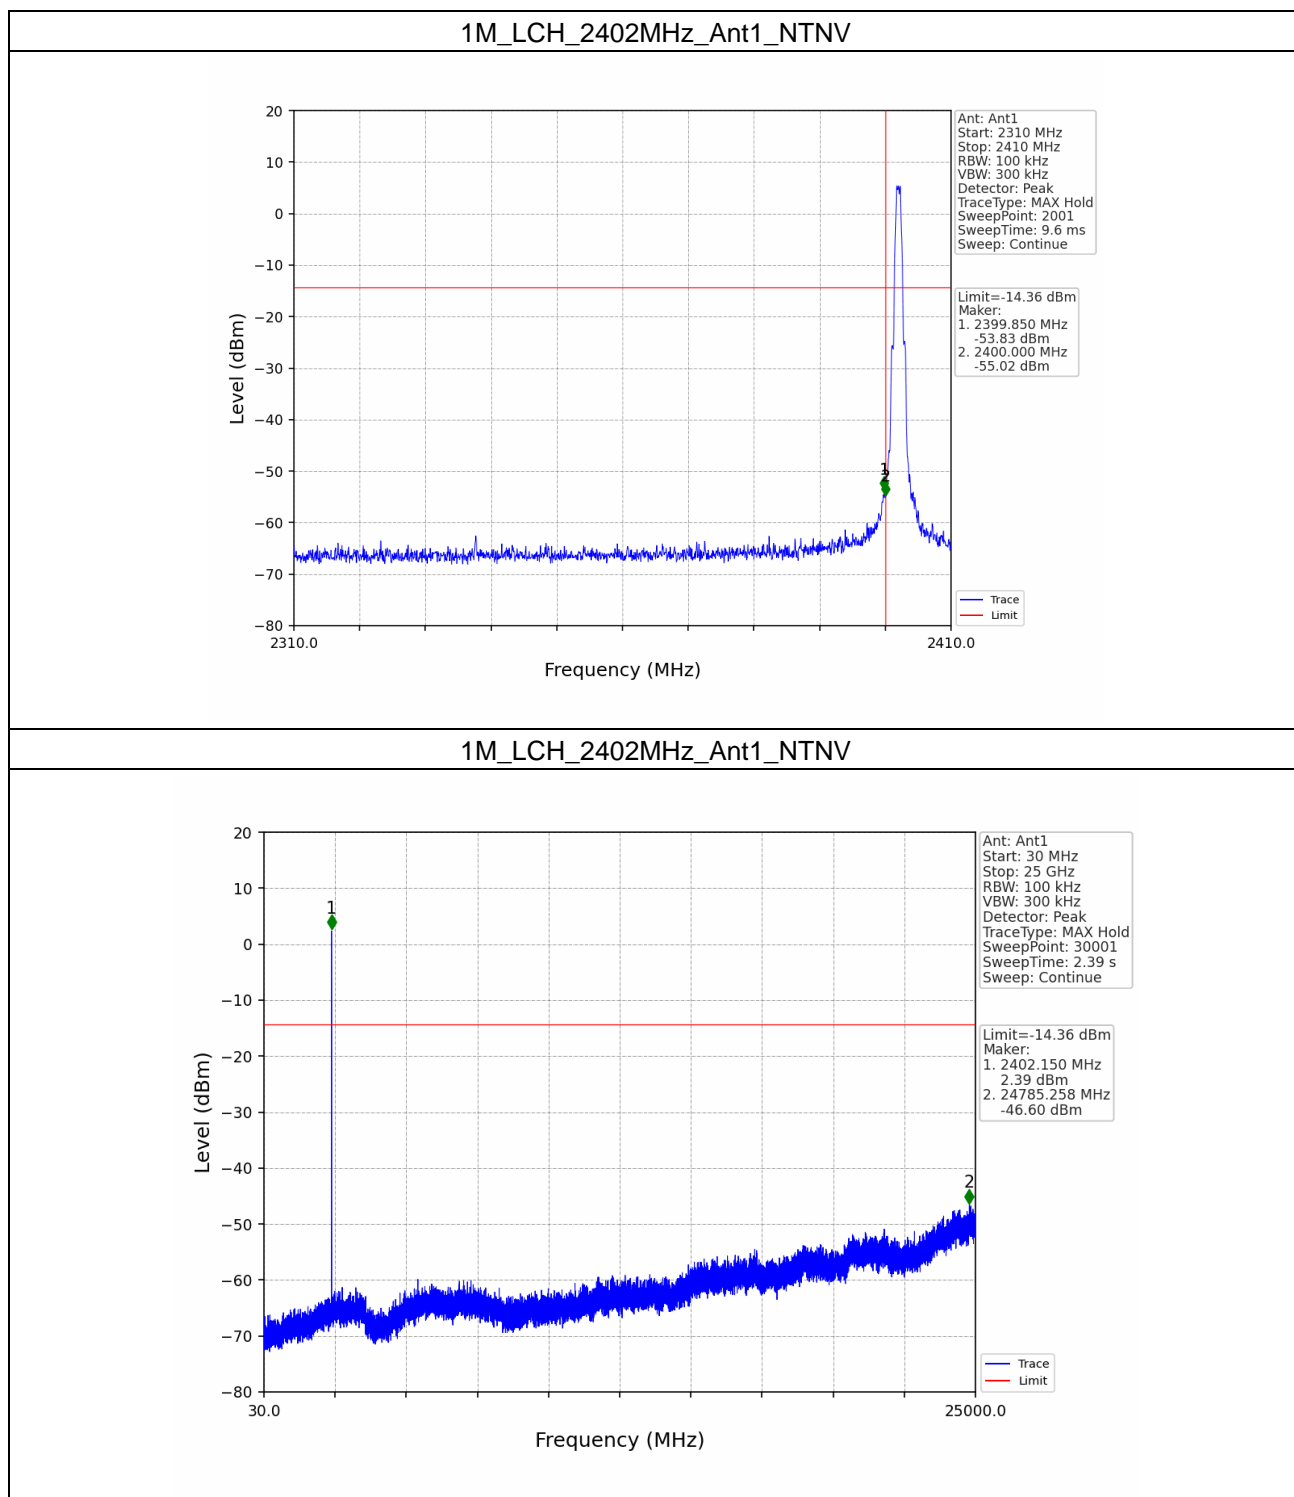 1M_LCH_2402MHz_Ant1_NTNV
20
10
0
−10
−20
−30
−40
−50
−60
−70
−80
Level (dBm)
2310.0
2410.0
Frequency (MHz)
1
2
Ant: Ant1
Start: 2310 MHz
Stop: 2410 MHz
RBW: 100 kHz
VBW: 300 kHz
Detector: Peak
TraceType: MAX Hold
SweepPoint: 2001
SweepTime: 9.6 ms
Sweep: Continue
Limit=-14.36 dBm
Maker:
1. 2399.850 MHz
-53.83 dBm
2. 2400.000 MHz
-55.02 dBm
Trace
Limit
1M_LCH_2402MHz_Ant1_NTNV
20
10
0
−10
−20
−30
−40
−50
−60
−70
−80
Level (dBm)
30.0
25000.0
Frequency (MHz)
1
2
Ant: Ant1
Start: 30 MHz
Stop: 25 GHz
RBW: 100 kHz
VBW: 300 kHz
Detector: Peak
TraceType: MAX Hold
SweepPoint: 30001
SweepTime: 2.39 s
Sweep: Continue
Limit=-14.36 dBm
Maker:
1. 2402.150 MHz
2.39 dBm
2. 24785.258 MHz
-46.60 dBm
Trace
Limit